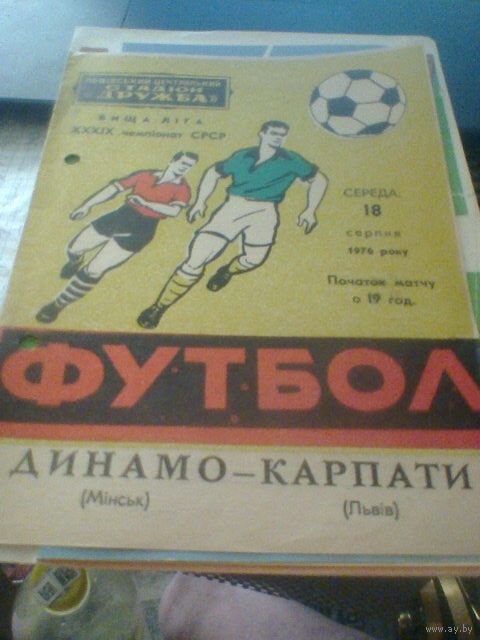 ЛЬВІВСЬКИЙ ЦЕНТРАЛЬНИЙ
СТАДІОН
«ДРУЖБА»
ВИЩА ЛІГА
XXXIX чемпіонат СРСР
СЕРЕДА,
18
серпня
1976 року
Початок матчу
о 19 год.
ФУТБОЛ
ДИНАМО—КАРПАТИ
(Мінськ) (Львів)
www.ay.by